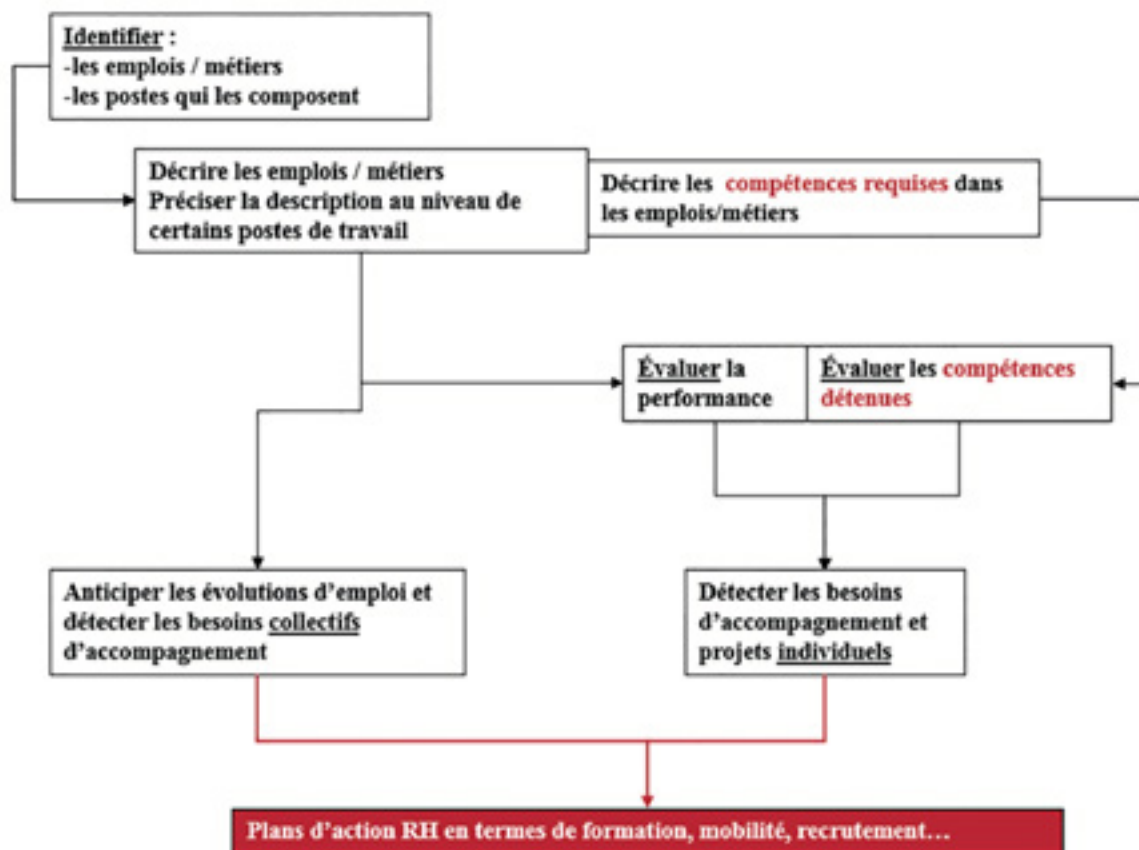 Identifier :
-les emplois / métiers
-les postes qui les composent
Décrire les emplois / métiers
Préciser la description au niveau de
certains postes de travail
Décrire les compétences requises dans
les emplois/métiers
Évaluer la
performance
Évaluer les compétences
détenues
Anticiper les évolutions d’emploi et
détecter les besoins collectifs
d’accompagnement
Détecter les besoins
d’accompagnement et
projets individuels
Plans d’action RH en termes de formation, mobilité, recrutement…